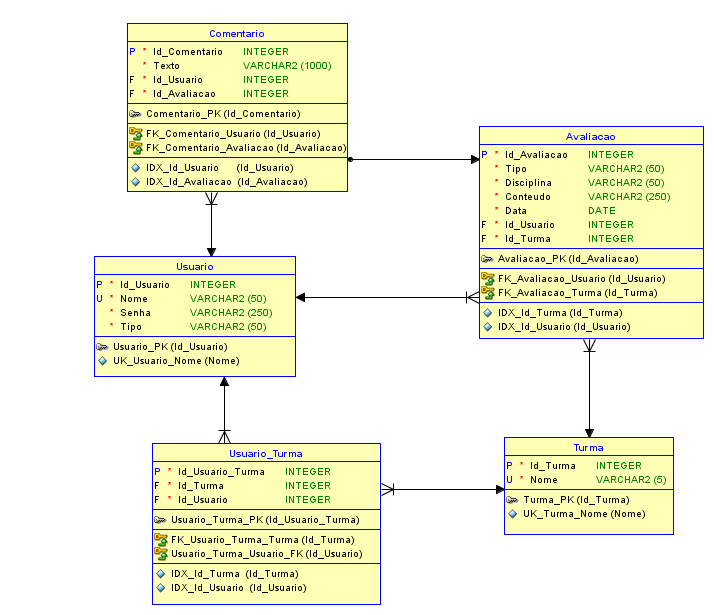 Comentario
P * Id_Comentario INTEGER
* Texto VARCHAR2 (1000)
F * Id_Usuario INTEGER
F * Id_Avaliacao INTEGER
Comentario_PK (Id_Comentario)
FK_Comentario_Usuario (Id_Usuario)
FK_Comentario_Avaliacao (Id_Avaliacao)
IDX_Id_Usuario (Id_Usuario)
IDX_Id_Avaliacao (Id_Avaliacao)
Avaliacao
P * Id_Avaliacao INTEGER
* Tipo VARCHAR2 (50)
* Disciplina VARCHAR2 (50)
* Conteudo VARCHAR2 (250)
* Data DATE
F * Id_Usuario INTEGER
F * Id_Turma INTEGER
Avaliacao_PK (Id_Avaliacao)
FK_Avaliacao_Usuario (Id_Usuario)
FK_Avaliacao_Turma (Id_Turma)
IDX_Id_Turma (Id_Turma)
IDX_Id_Usuario (Id_Usuario)
Usuario
P * Id_Usuario INTEGER
U * Nome VARCHAR2 (50)
* Senha VARCHAR2 (250)
* Tipo VARCHAR2 (50)
Usuario_PK (Id_Usuario)
UK_Usuario_Nome (Nome)
Usuario_Turma
P * Id_Usuario_Turma INTEGER
F * Id_Turma INTEGER
F * Id_Usuario INTEGER
Usuario_Turma_PK (Id_Usuario_Turma)
FK_Usuario_Turma_Turma (Id_Turma)
Usuario_Turma_Usuario_FK (Id_Usuario)
IDX_Id_Turma (Id_Turma)
IDX_Id_Usuario (Id_Usuario)
Turma
P * Id_Turma INTEGER
U * Nome VARCHAR2 (5)
Turma_PK (Id_Turma)
UK_Turma_Nome (Nome)